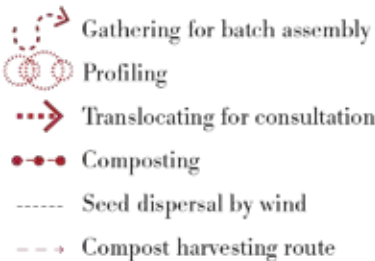 Gathering for batch assembly
Profiling
Translocating for consultation
Composting
Seed dispersal by wind
Compost harvesting route